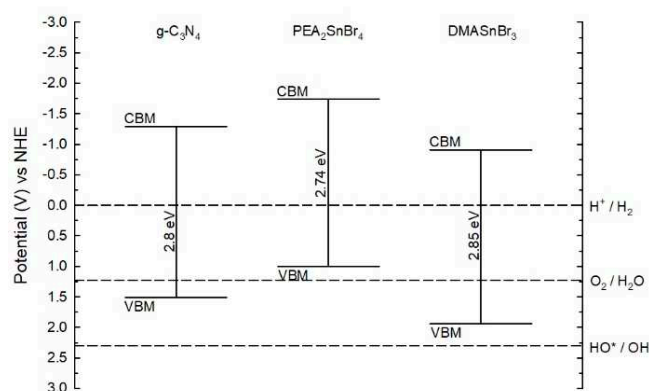 g-C₃N₄ PEA₂SnBr₄ DMASnBr₃
Potential (V) vs NHE
-3.0
-2.5
-2.0
-1.5
-1.0
-0.5
0.0
0.5
1.0
1.5
2.0
2.5
3.0
CBM
2.8 eV
VBM
CBM
2.74 eV
VBM
CBM
2.85 eV
VBM
H⁺ / H₂
O₂ / H₂O
HO* / OH